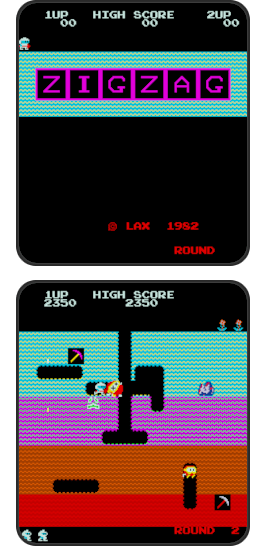 1UP HIGH SCORE 2UP
00 00 00
ZIGZAG
@ LAX 1982
ROUND
1UP HIGH SCORE
2350 2350
ROUND 2